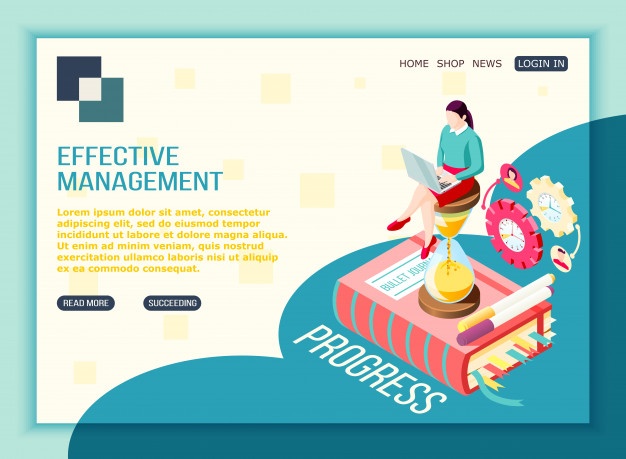 HOME SHOP NEWS LOGIN IN
EFFECTIVE
MANAGEMENT
Lorem ipsum dolor sit amet,
consectetur adipiscing elit,
sed do eiusmod tempor
incididunt ut labore et dolore
magna aliqua. Ut enim ad minim
veniam, quis nostrud
exercitation ullamco laboris nisi
ut aliquip ex ea commodo
consequat.
READ MORE SUCCEEDING
BULLET JOURN
PROGRESS